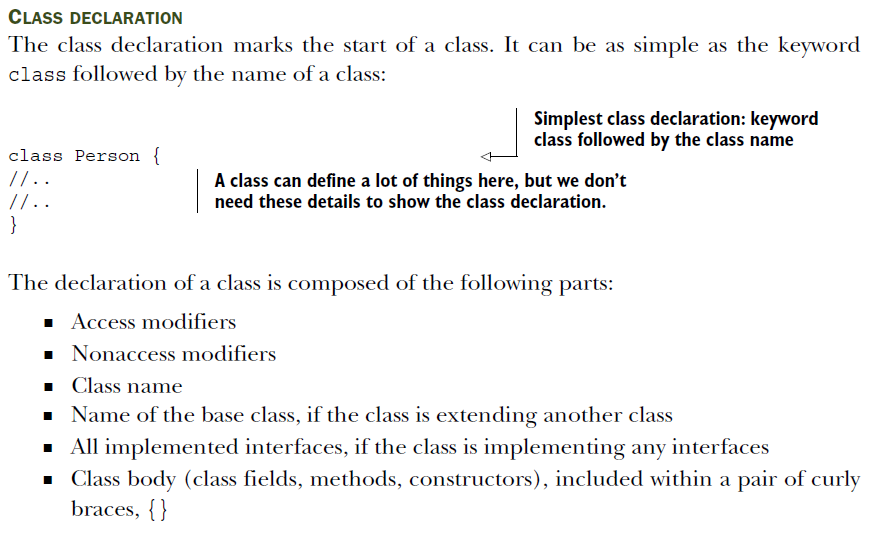 CLASS DECLARATION
The class declaration marks the start of a class. It can be as simple as the keyword
class followed by the name of a class:
Simplest class declaration: keyword
class followed by the class name
class Person {
//..
//..
}
A class can define a lot of things here, but we don’t
need these details to show the class declaration.
The declaration of a class is composed of the following parts:
■ Access modifiers
■ Nonaccess modifiers
■ Class name
■ Name of the base class, if the class is extending another class
■ All implemented interfaces, if the class is implementing any interfaces
■ Class body (class fields, methods, constructors), included within a pair of curly
braces, {}